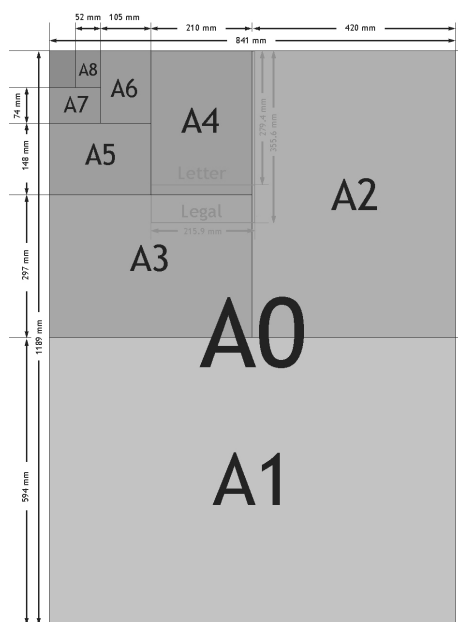 52 mm
105 mm
210 mm
420 mm
841 mm
A8
A7
A6
A5
A4
A3
A2
A0
A1
Letter
Legal
215,9 mm
279,4 mm
355,6 mm
74 mm
148 mm
297 mm
594 mm
1189 mm